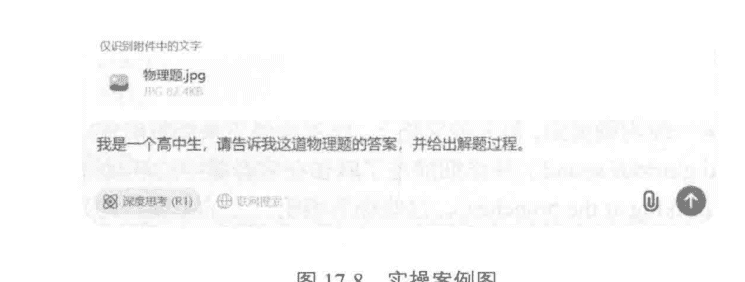 仅识别附件中的文字
物理题.jpg
JPG 62.4KB
我是一个高中生，请告诉我这道物理题的答案，并给出解题过程。
深度思考 (R1) 联网搜索
图 17-8 实操案例图